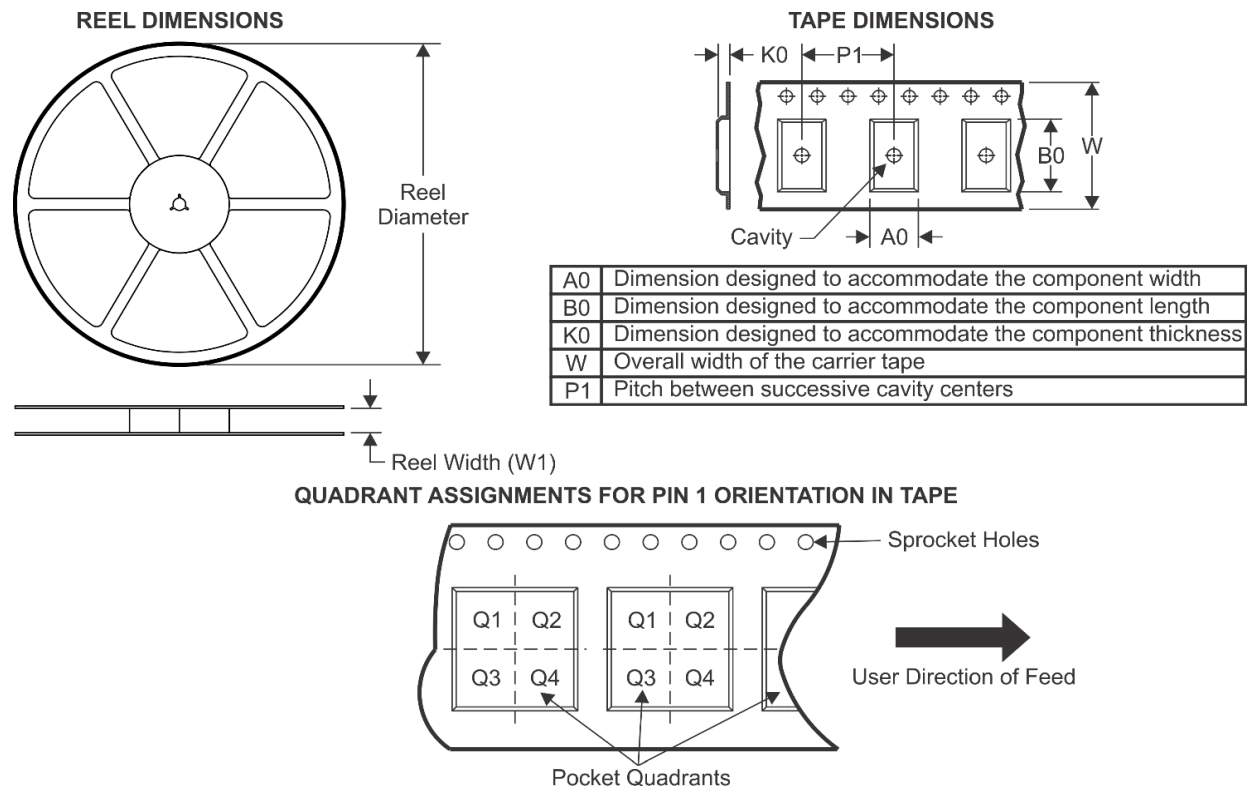 REEL DIMENSIONS
Reel
Diameter
Reel Width (W1)
TAPE DIMENSIONS
K0
P1
B0
W
Cavity
A0
A0 Dimension designed to accommodate the component width
B0 Dimension designed to accommodate the component length
K0 Dimension designed to accommodate the component thickness
W Overall width of the carrier tape
P1 Pitch between successive cavity centers
QUADRANT ASSIGNMENTS FOR PIN 1 ORIENTATION IN TAPE
Sprocket Holes
Q1 Q2 Q1 Q2
Q3 Q4 Q3 Q4
User Direction of Feed
Pocket Quadrants